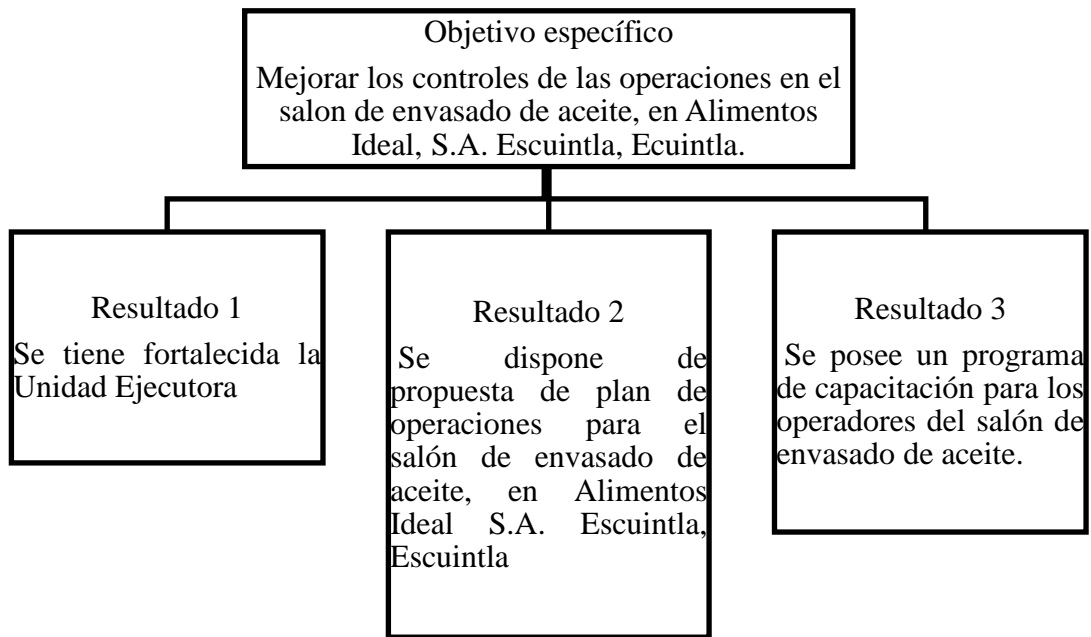 Objetivo específico
Mejorar los controles de las operaciones en el
salon de envasado de aceite, en Alimentos
Ideal, S.A. Escuintla, Ecuintla.
Resultado 1
Se tiene fortalecida la
Unidad Ejecutora
Resultado 2
Se dispone de
propuesta de plan de
operaciones para el
salón de envasado de
aceite, en Alimentos
Ideal S.A. Escuintla,
Escuintla
Resultado 3
Se posee un programa
de capacitación para los
operadores del salón de
envasado de aceite.